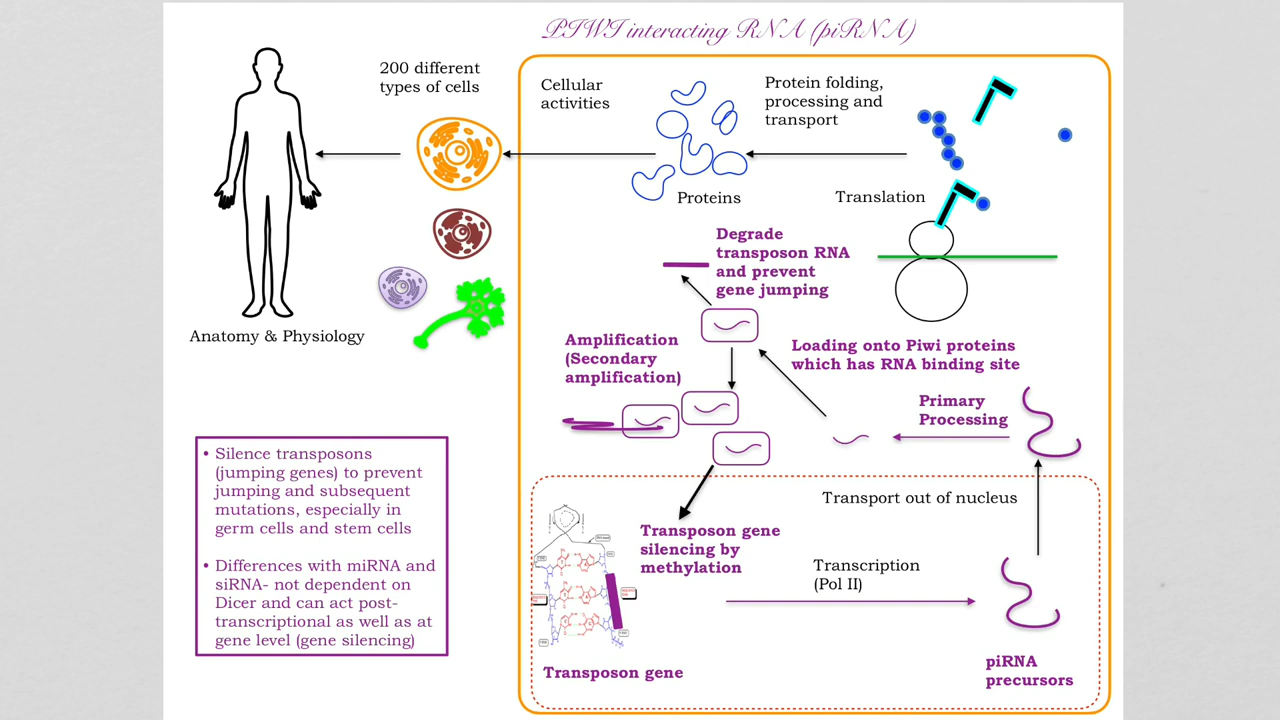 PIWI interacting RNA (piRNA)
200 different
types of cells
Cellular
activities
Protein folding,
processing and
transport
Proteins
Translation
Anatomy & Physiology
Degrade
transposon RNA
and prevent
gene jumping
Amplification
(Secondary
amplification)
Loading onto Piwi proteins
which has RNA binding site
Primary
Processing
• Silence transposons
(jumping genes) to prevent
jumping and subsequent
mutations, especially in
germ cells and stem cells
• Differences with miRNA and
siRNA- not dependent on
Dicer and can act post-
transcriptional as well as at
gene level (gene silencing)
Transport out of nucleus
Transposon gene
silencing by
methylation
Transcription
(Pol II)
Transposon gene
piRNA
precursors